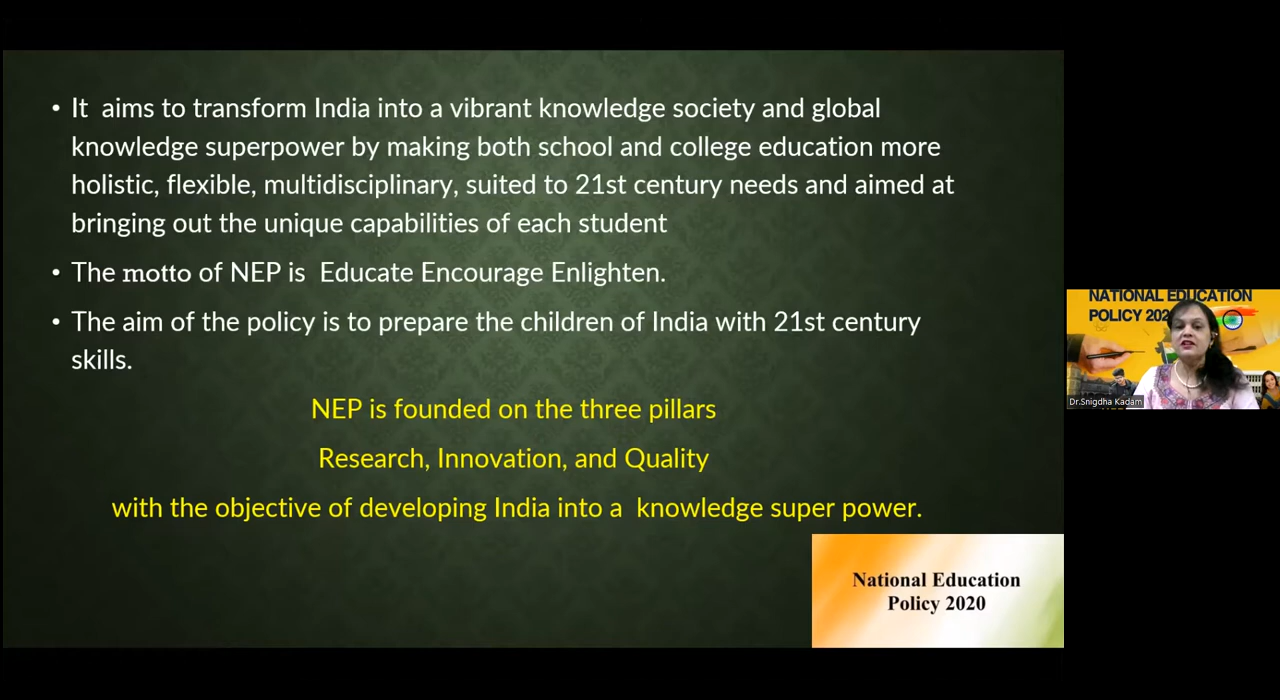 • It  aims to transform India into a vibrant knowledge society and global
knowledge superpower by making both school and college education more
holistic, flexible, multidisciplinary, suited to 21st century needs and aimed at
bringing out the unique capabilities of each student
• The motto of NEP is  Educate Encourage Enlighten.
• The aim of the policy is to prepare the children of India with 21st century
skills.
NEP is founded on the three pillars
Research, Innovation, and Quality
with the objective of developing India into a  knowledge super power.
National Education
Policy 2020
NATIONAL EDUCATION
POLICY 202
Dr.Snigdha Kadam